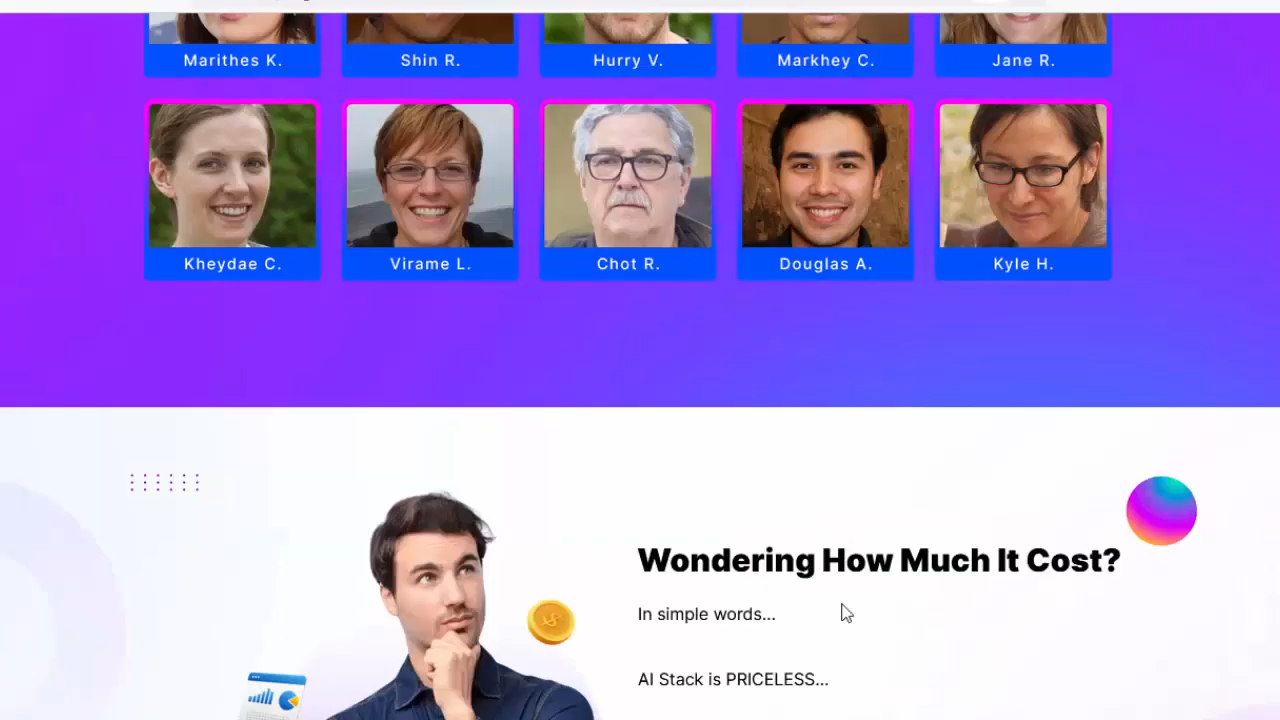 Marithes K.
Shin R.
Hurry V.
Markhey C.
Jane R.
Kheydae C.
Virame L.
Chot R.
Douglas A.
Kyle H.
Wondering How Much It Cost?
In simple words...
AI Stack is PRICELESS...